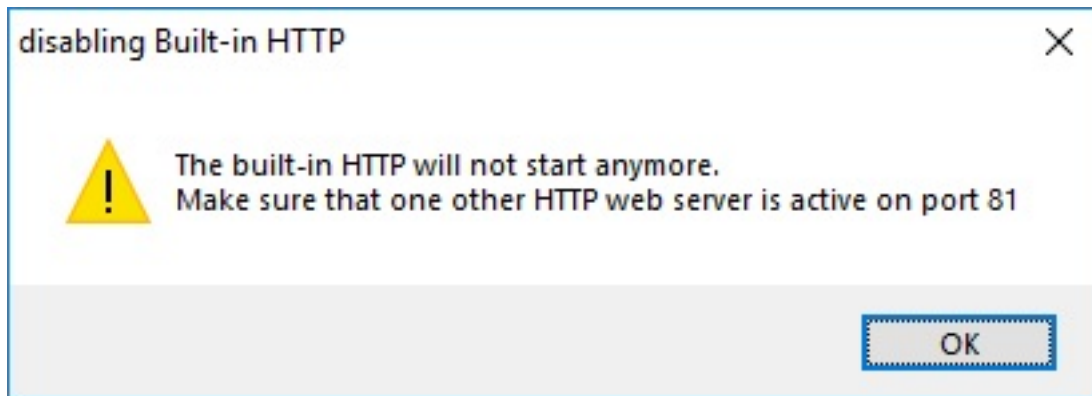 disabling Built-in HTTP
The built-in HTTP will not start anymore.
Make sure that one other HTTP web server is active on port 81
OK